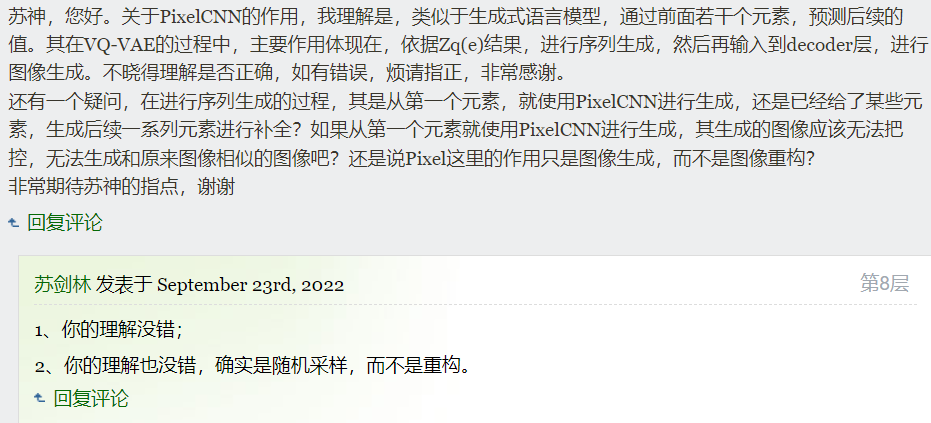 苏神，您好。关于PixelCNN的作用，我理解是，类似于生成式语言模型，通过前面若干个元素，预测后续的
值。其在VQ-VAE的过程中，主要作用体现在，依据Zq(e)结果，进行序列生成，然后再输入到decoder层，进行
图像生成。不晓得理解是否正确，如有错误，烦请指正，非常感谢。
还有一个疑问，在进行序列生成的过程，其是从第一个元素，就使用PixelCNN进行生成，还是已经给了某些元
素，生成后续一系列元素进行补全？如果从第一个元素就使用PixelCNN进行生成，其生成的图像应该无法把
控，无法生成和原来图像相似的图像吧？还是说Pixel这里的作用只是图像生成，而不是图像重构？
非常期待苏神的指点，谢谢
回复评论
苏剑林 发表于 September 23rd, 2022 第8层
1、你的理解没错；
2、你的理解也没错，确实是随机采样，而不是重构。
回复评论